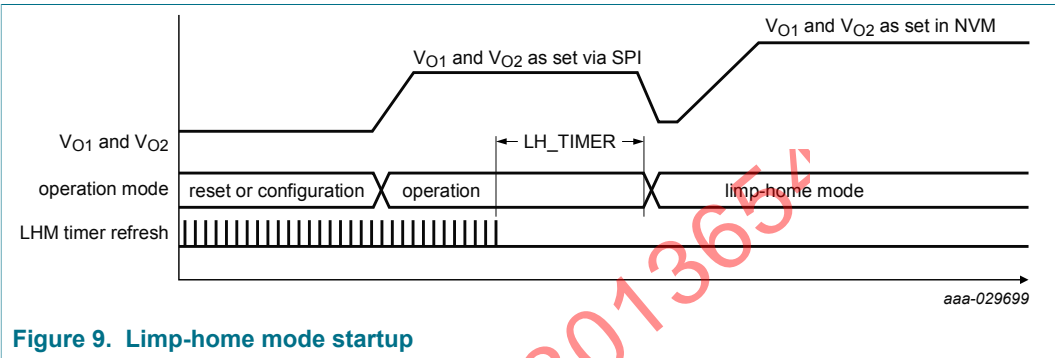 VO1 and VO2 as set in NVM
VO1 and VO2 as set via SPI
VO1 and VO2
LH_TIMER
operation mode
reset or configuration
operation
limp-home mode
LHM timer refresh
aaa-029699
Figure 9. Limp-home mode startup